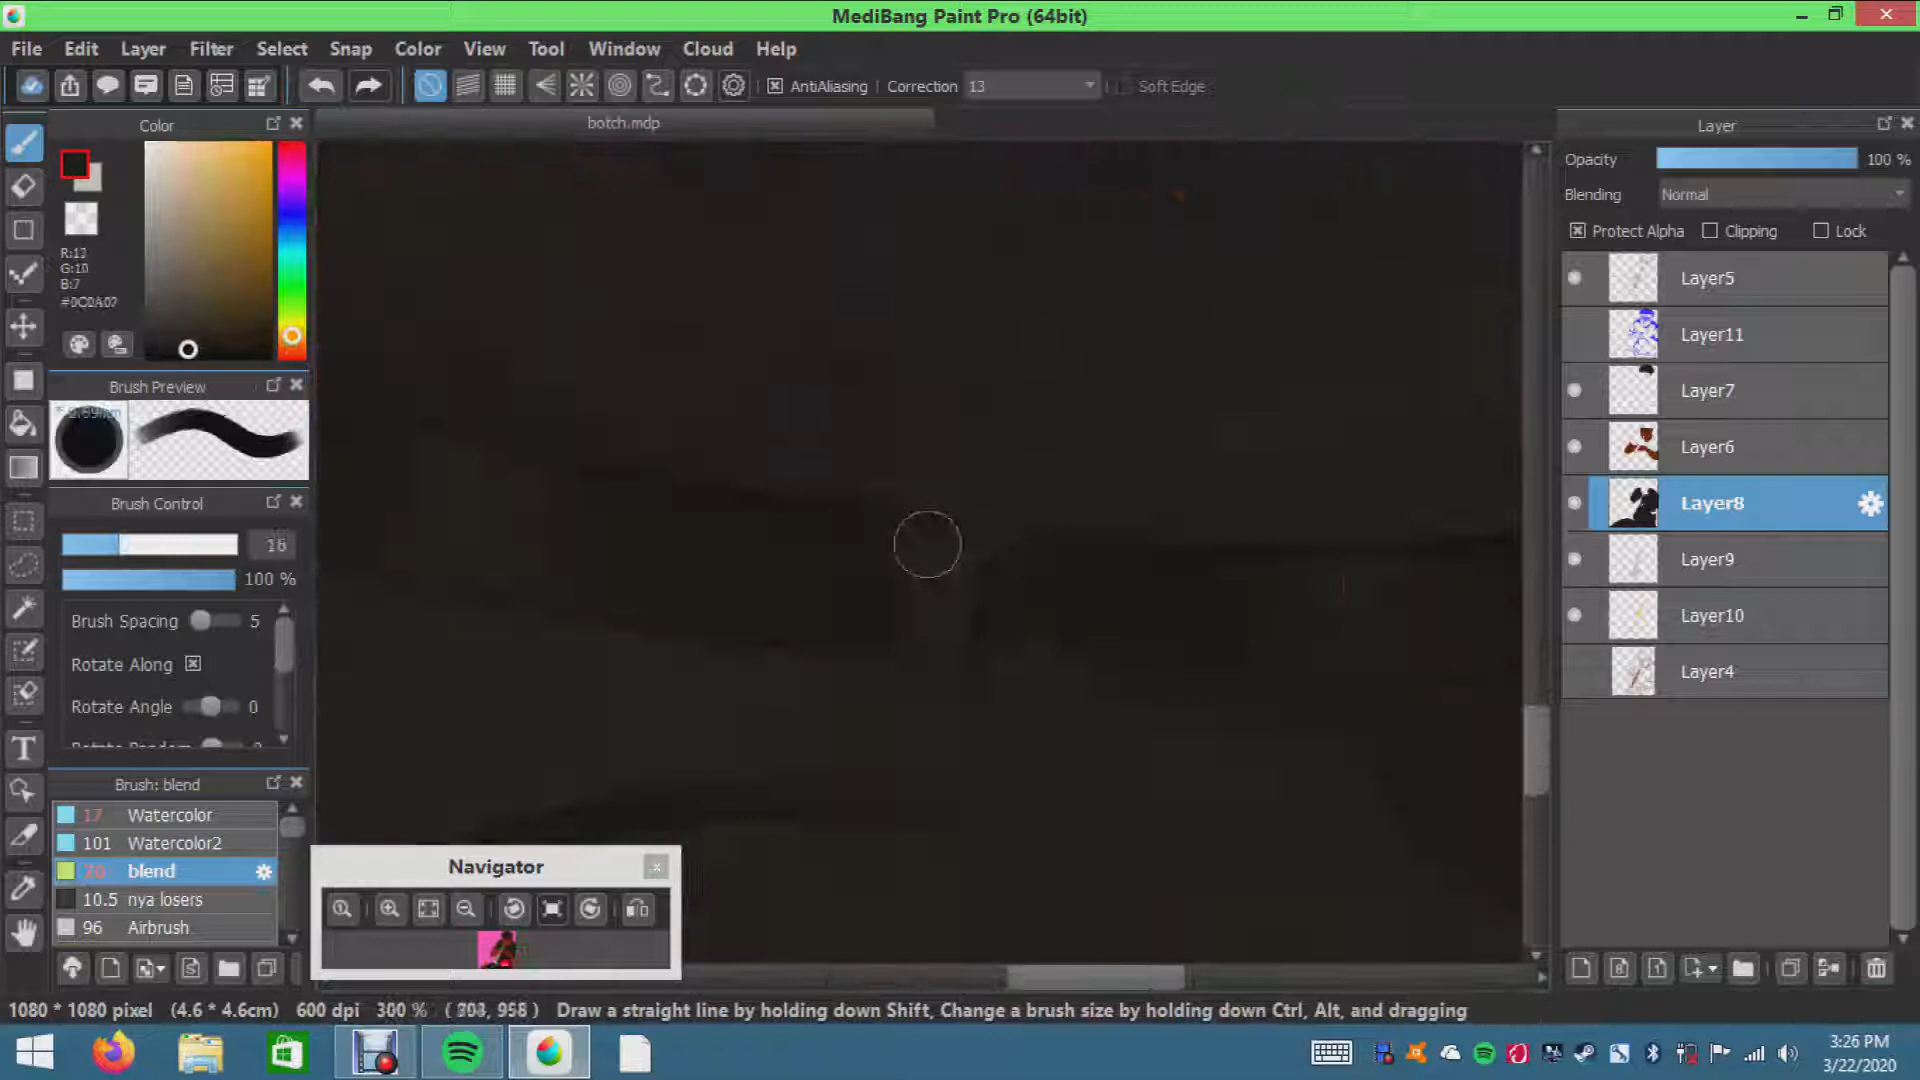 MediBang Paint Pro (64bit)
File Edit Layer Filter Select Snap Color View Tool Window Cloud Help
AntiAliasing Correction 13 Soft Edge
Color
botch.mdp
Layer
Opacity 100 %
Blending Normal
Protect Alpha Clipping Lock
R:13
G:10
B:7
Brush Preview
Brush Control
16
100 %
Brush Spacing 5
Rotate Along
Rotate Angle 0
Layer5
Layer11
Layer7
Layer6
Layer8
Layer9
Layer10
Layer4
Brush: blend
17 Watercolor
101 Watercolor2
blend
10.5 nya losers
96 Airbrush
Navigator
1080 * 1080 pixel (4.6 * 4.6cm) 600 dpi 300 % Draw a straight line by holding down Shift, Change a brush size by holding down Ctrl, Alt, and dragging
3:26 PM
3/22/2020